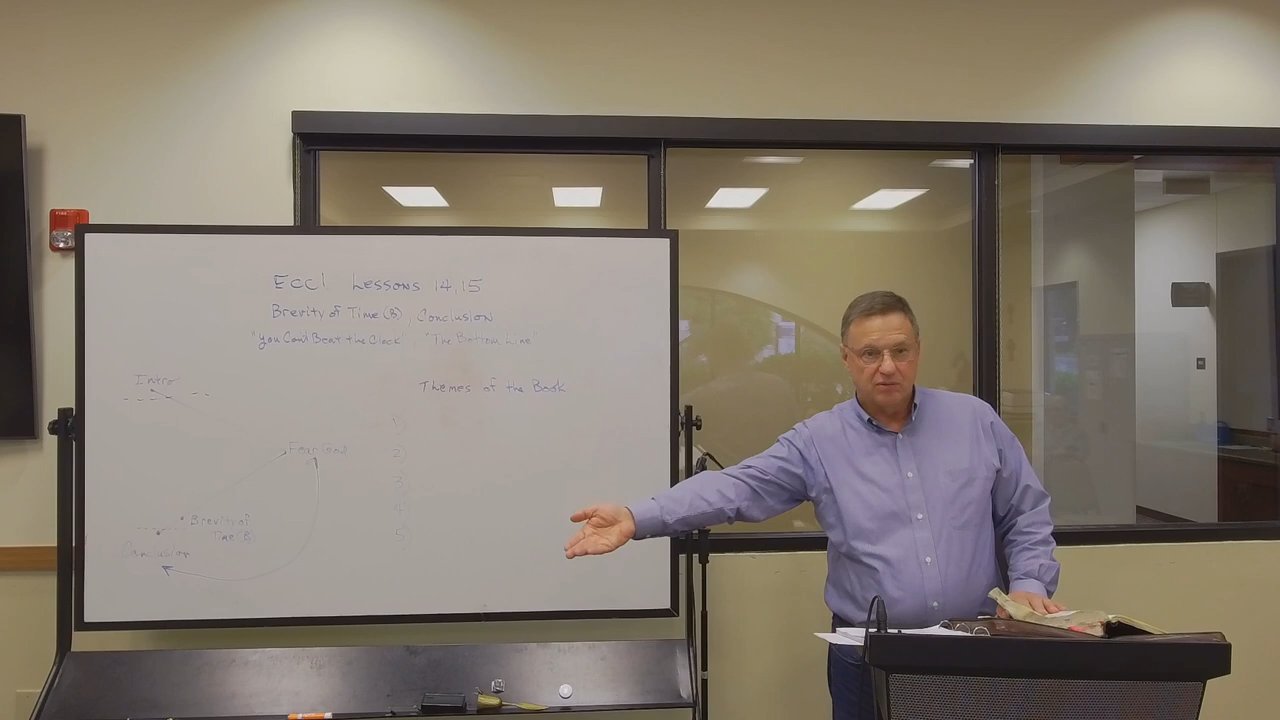 Eccl Lessons 14,15
Brevity of Time (B), Conclusion
"You Can't Beat the Clock "The Bottom Line"
Intro
Themes of the Book
1)
Fear God
2)
3)
4
Brevity of
Time (B)
5)
Conclusion
FIRE